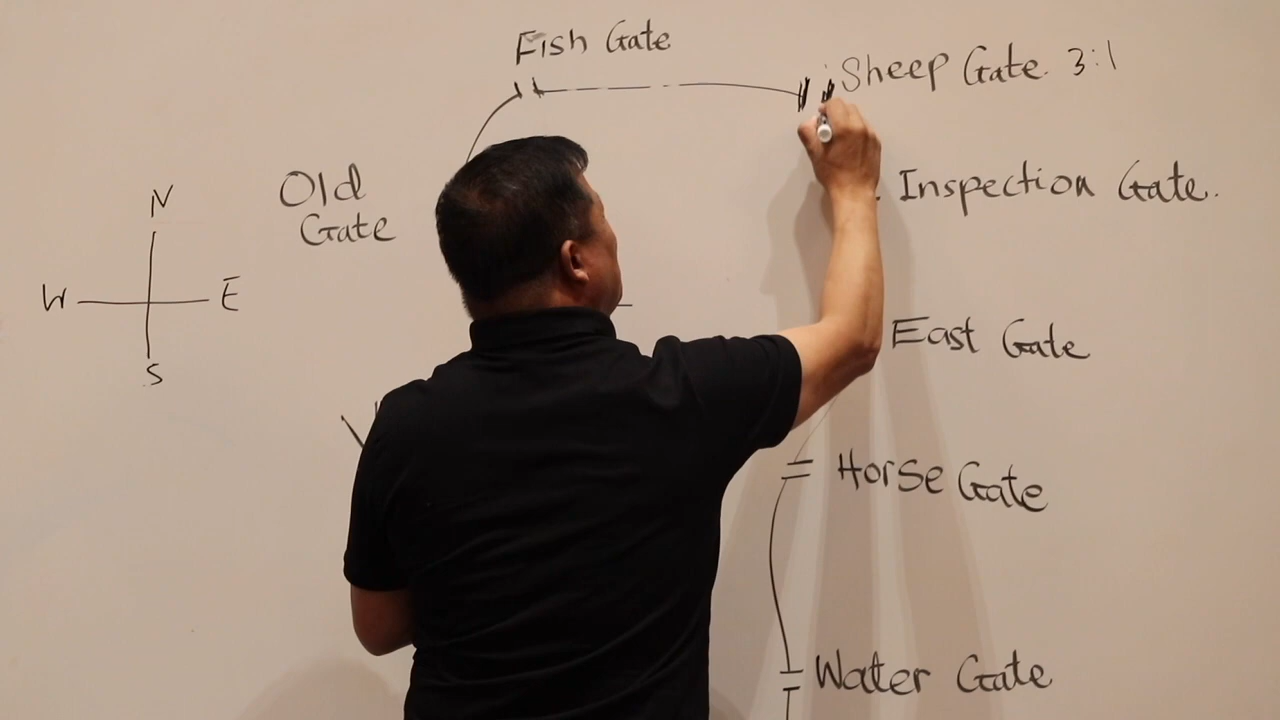 Fish Gate
Sheep Gate. 3:1
Old
Gate
Inspection Gate.
N
W E
S
East Gate
Horse Gate
Water Gate